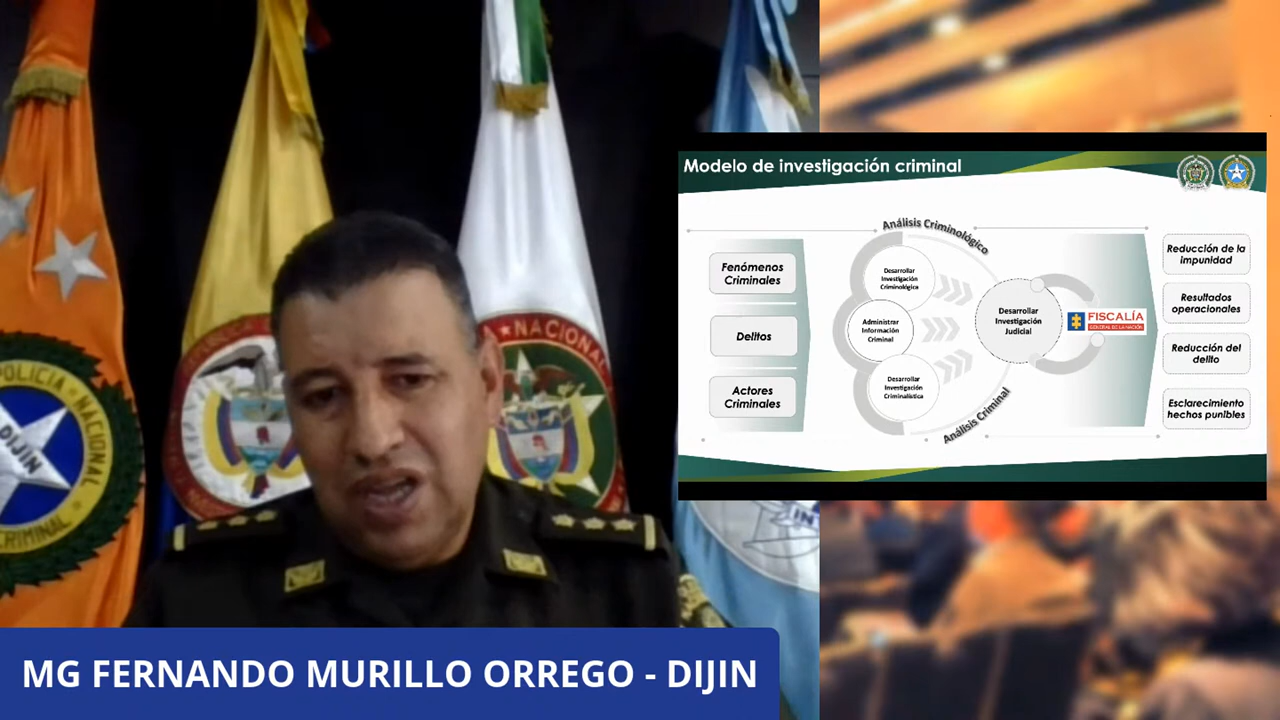 POLICIA NACIONAL
DIJIN
CRIMINAL
NACIONAL
MG FERNANDO MURILLO ORREGO - DIJIN
Modelo de investigación criminal
Fenómenos
Criminales
Delitos
Actores
Criminales
Análisis Criminológico
Desarrollar
Investigación
Criminológica
Administrar
Información
Criminal
Desarrollar
Investigación
Criminalística
Análisis Criminal
Desarrollar
Investigación
Judicial
FISCALÍA
GENERAL DE LA NACIÓN
Reducción de la
impunidad
Resultados
operacionales
Reducción del
delito
Esclarecimiento
hechos punibles